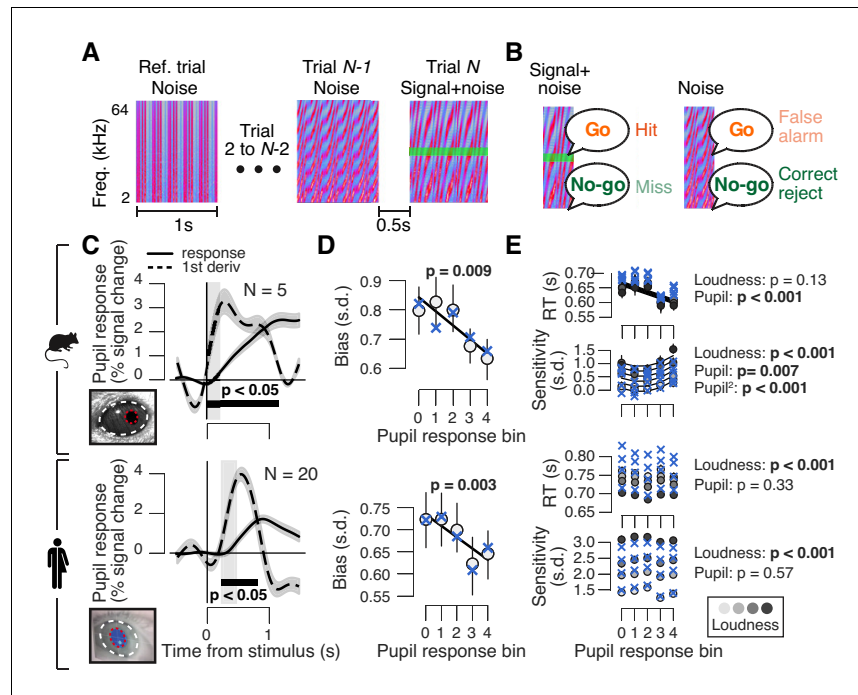 A
B
Ref. trial
Noise
Trial N-1
Noise
Trial N
Signal+noise
Signal+
noise
Noise
64
Freq. (kHz)
2
Trial
2 to N-2
1s
0.5s
Go
Hit
No-go
Miss
Go
False
alarm
No-go
Correct
reject
C
response
1st deriv
N = 5
Pupil response
(% signal change)
4
3
2
1
0
p < 0.05
N = 20
Pupil response
(% signal change)
4
2
0
p < 0.05
0
1
Time from stimulus (s)
D
p = 0.009
Bias (s.d.)
0.9
0.8
0.7
0.6
0 1 2 3 4
Pupil response bin
p = 0.003
Bias (s.d.)
0.75
0.70
0.65
0.60
0.55
0 1 2 3 4
Pupil response bin
E
RT (s)
0.70
0.65
0.60
0.55
Loudness: p = 0.13
Pupil: p < 0.001
Sensitivity
(s.d.)
1.5
1.0
0.5
0.0
Loudness: p < 0.001
Pupil: p= 0.007
Pupil²: p < 0.001
RT (s)
0.80
0.75
0.70
0.65
Loudness: p < 0.001
Pupil: p = 0.33
Sensitivity
(s.d.)
3.0
2.5
2.0
1.5
Loudness: p < 0.001
Pupil: p = 0.57
0 1 2 3 4
Pupil response bin
Loudness